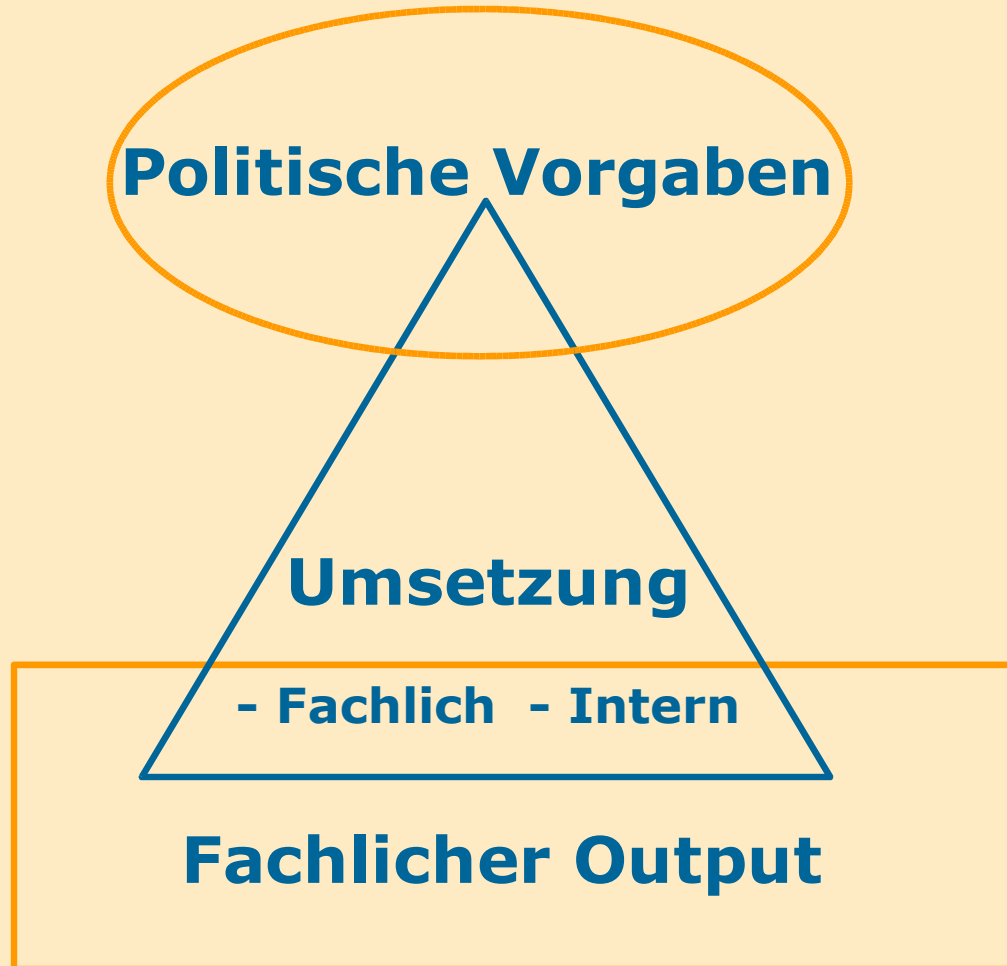 Politische Vorgaben
Umsetzung
- Fachlich - Intern
Fachlicher Output